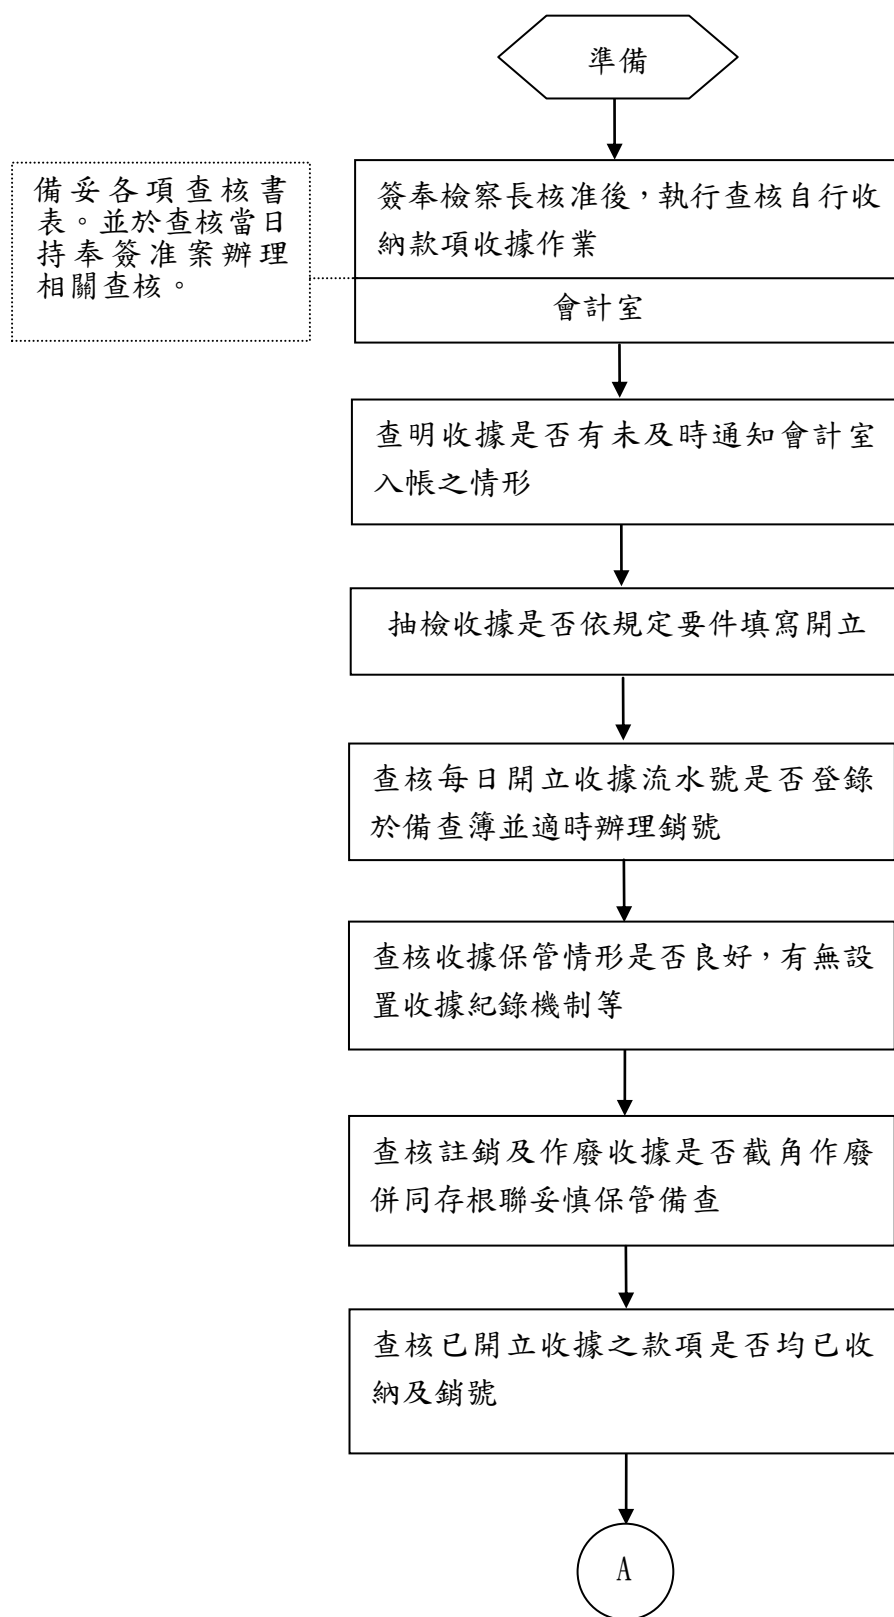 準備
簽奉檢察長核准後，執行查核自行收
納款項收據作業
會計室
備妥各項查核書
表。並於查核當日
持奉簽准案辦理
相關查核。
查明收據是否有未及時通知會計室
入帳之情形
抽檢收據是否依規定要件填寫開立
查核每日開立收據流水號是否登錄
於備查簿並適時辦理銷號
查核收據保管情形是否良好，有無設
置收據紀錄機制等
查核註銷及作廢收據是否截角作廢
併同存根聯妥慎保管備查
查核已開立收據之款項是否均已收
納及銷號
A